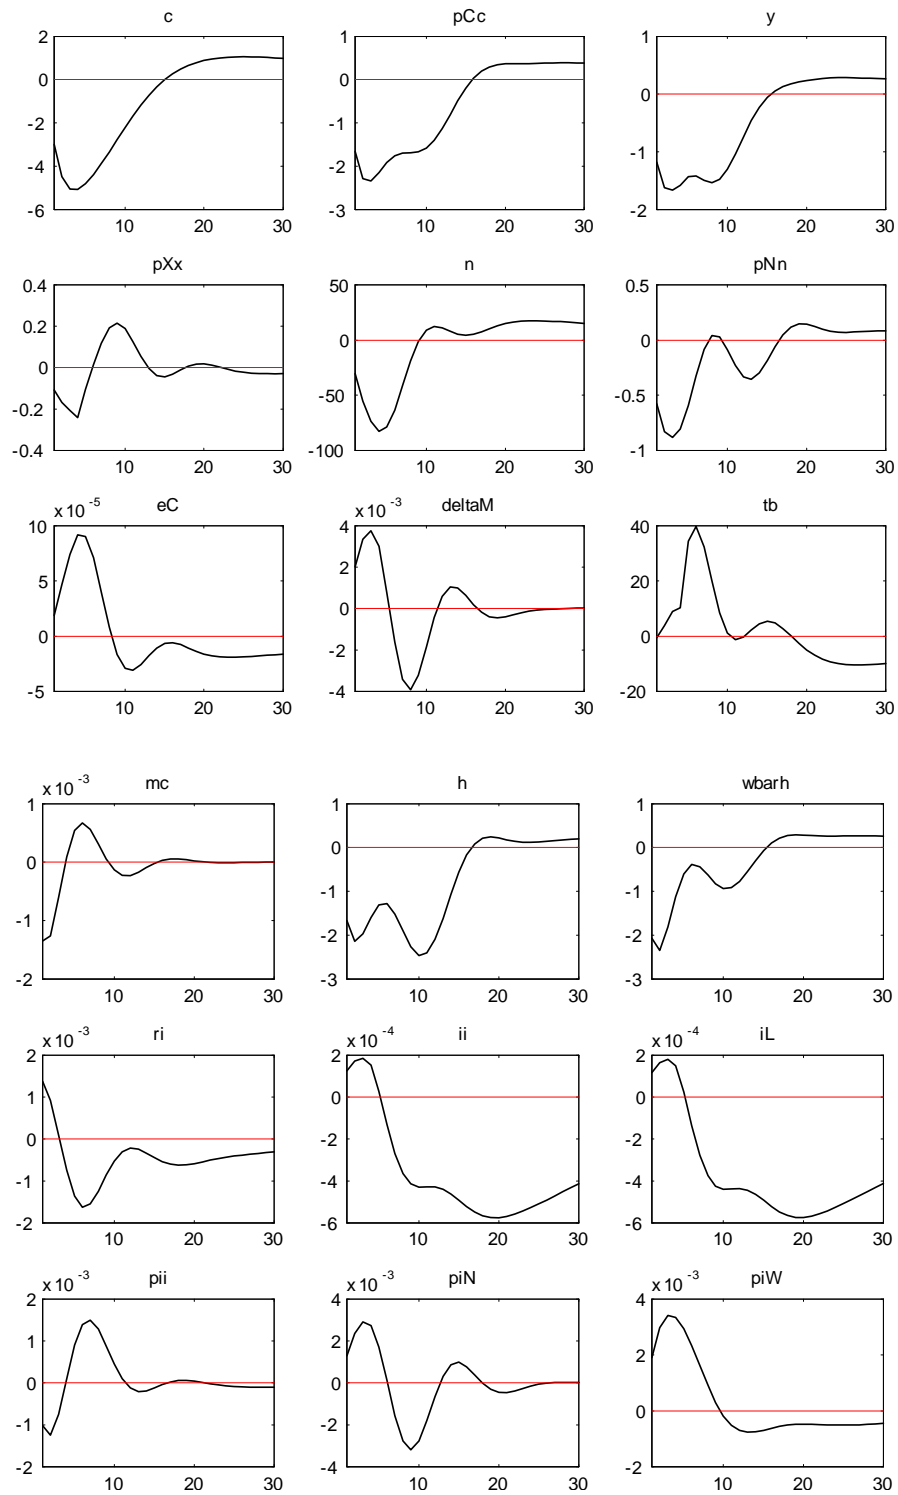 c pCc y
2 1 1
0 0 0
-2 -1 -1
-4 -2
-6 -3 -2
10 20 30 10 20 30 10 20 30
pXx n pNn
0.4 50 0.5
0.2 0 0
0 -50 -0.5
-0.2
-0.4 -100 -1
10 20 30 10 20 30 10 20 30
x 10 -5 eC x 10 -3 deltaM tb
10 4 40
5 2 20
0 0 0
-2
-5 -4 -20
10 20 30 10 20 30 10 20 30
x 10 -3 mc h wbarh
1 1 1
0 0 0
-1 -1 -1
-2 -2
-2 -3 -3
10 20 30 10 20 30 10 20 30
x 10 -3 ri x 10 -4 ii x 10 -4 iL
2 2 2
1 0 0
0 -2 -2
-1 -4 -4
-2 -6 -6
10 20 30 10 20 30 10 20 30
x 10 -3 pii x 10 -3 piN x 10 -3 piW
2 4 4
1 2 2
0 0 0
-1 -2
-2 -4 -2
10 20 30 10 20 30 10 20 30